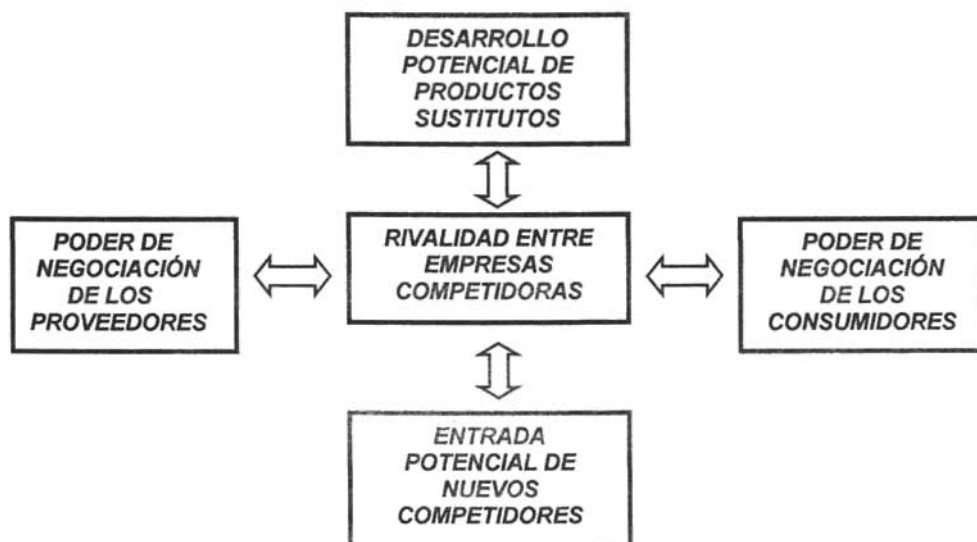 DESARROLLO
POTENCIAL DE
PRODUCTOS
SUSTITUTOS
PODER DE
NEGOCIACIÓN
DE LOS
PROVEEDORES
RIVALIDAD ENTRE
EMPRESAS
COMPETIDORAS
PODER DE
NEGOCIACIÓN
DE LOS
CONSUMIDORES
ENTRADA
POTENCIAL DE
NUEVOS
COMPETIDORES